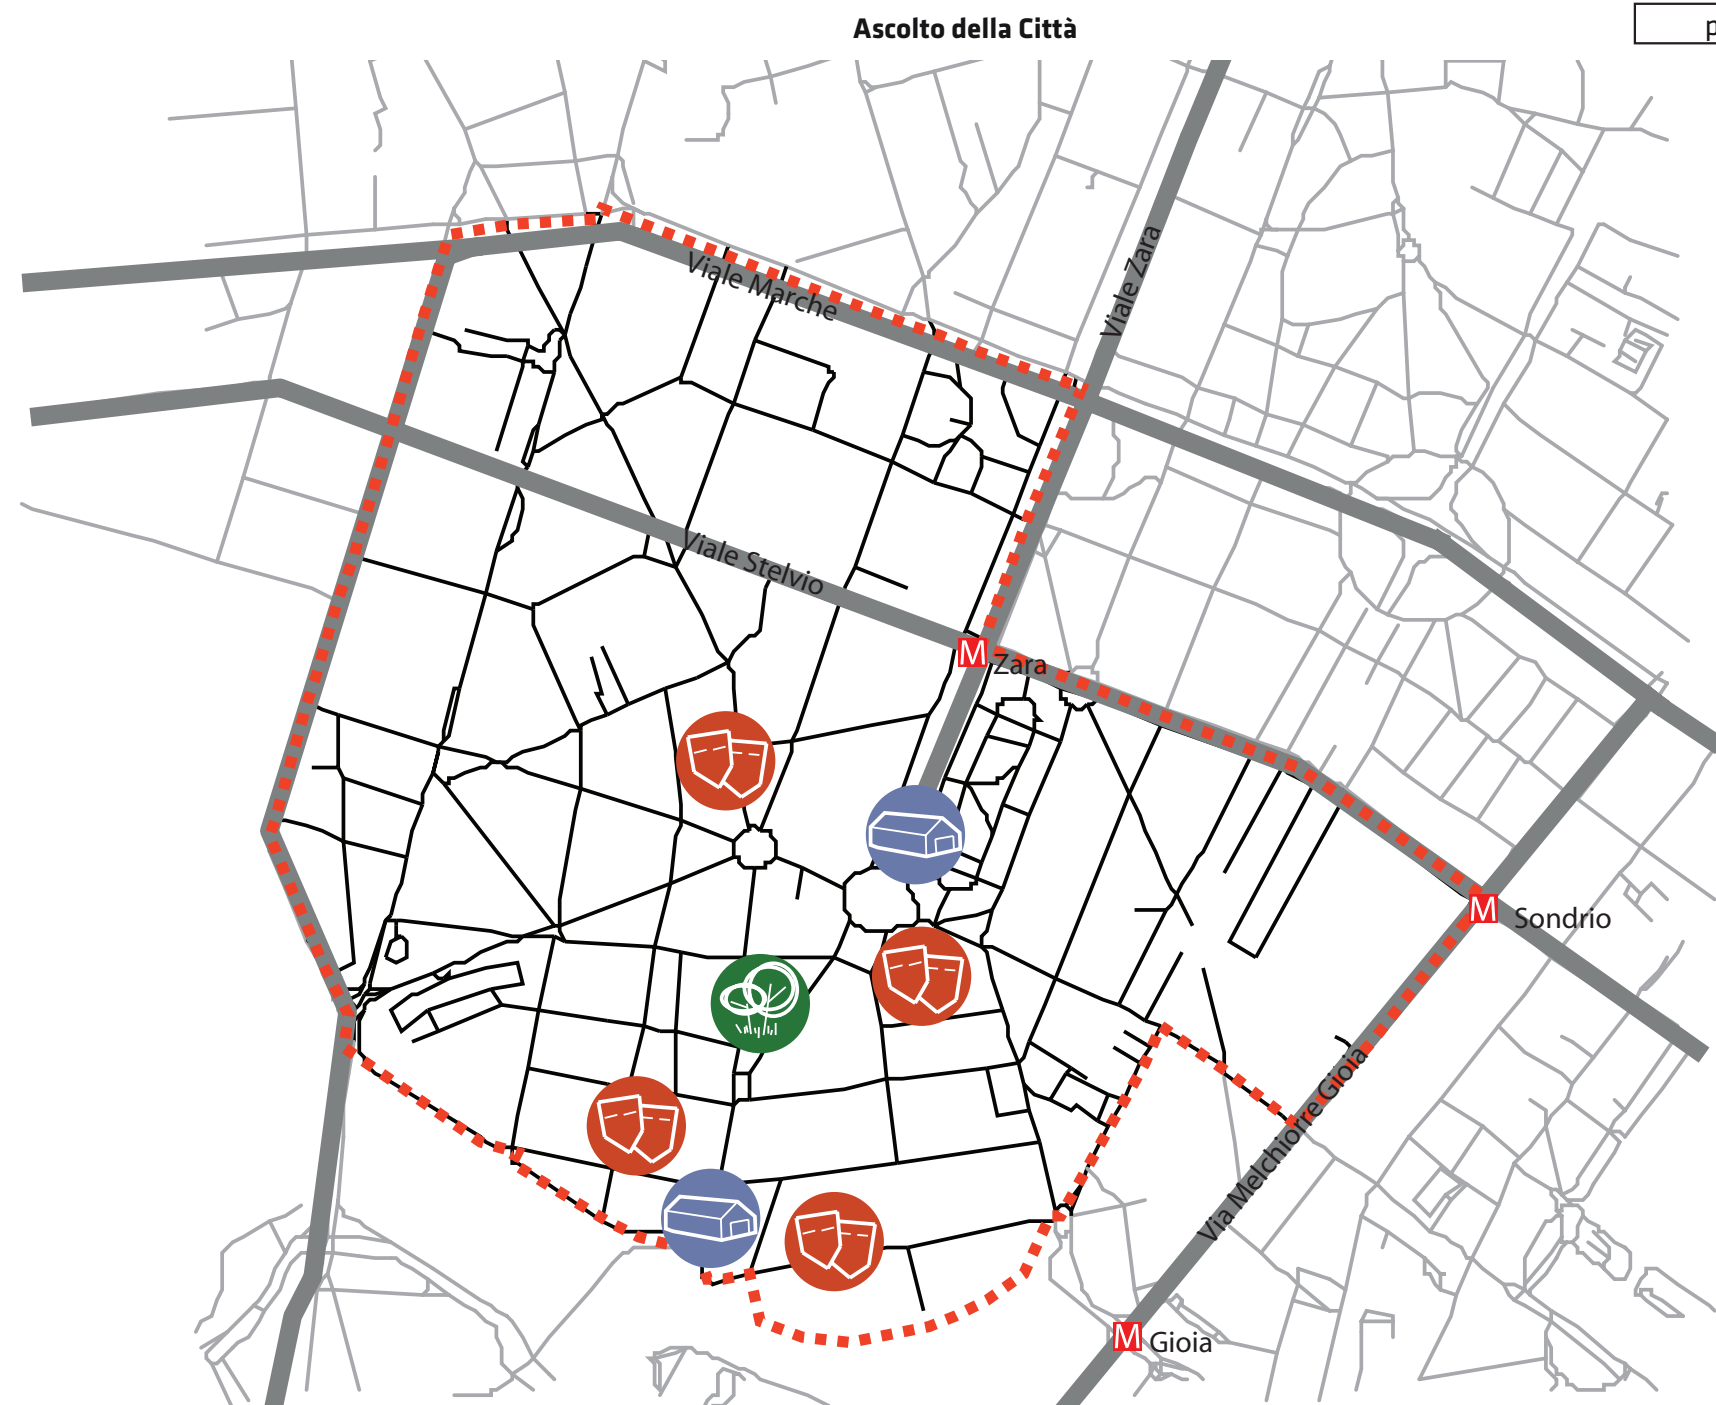 Ascolto della Città
p
Viale Zara
Viale Marche
Viale Stelvio
M Zara
M Sondrio
Via Melchiorre Gioia
M Gioia